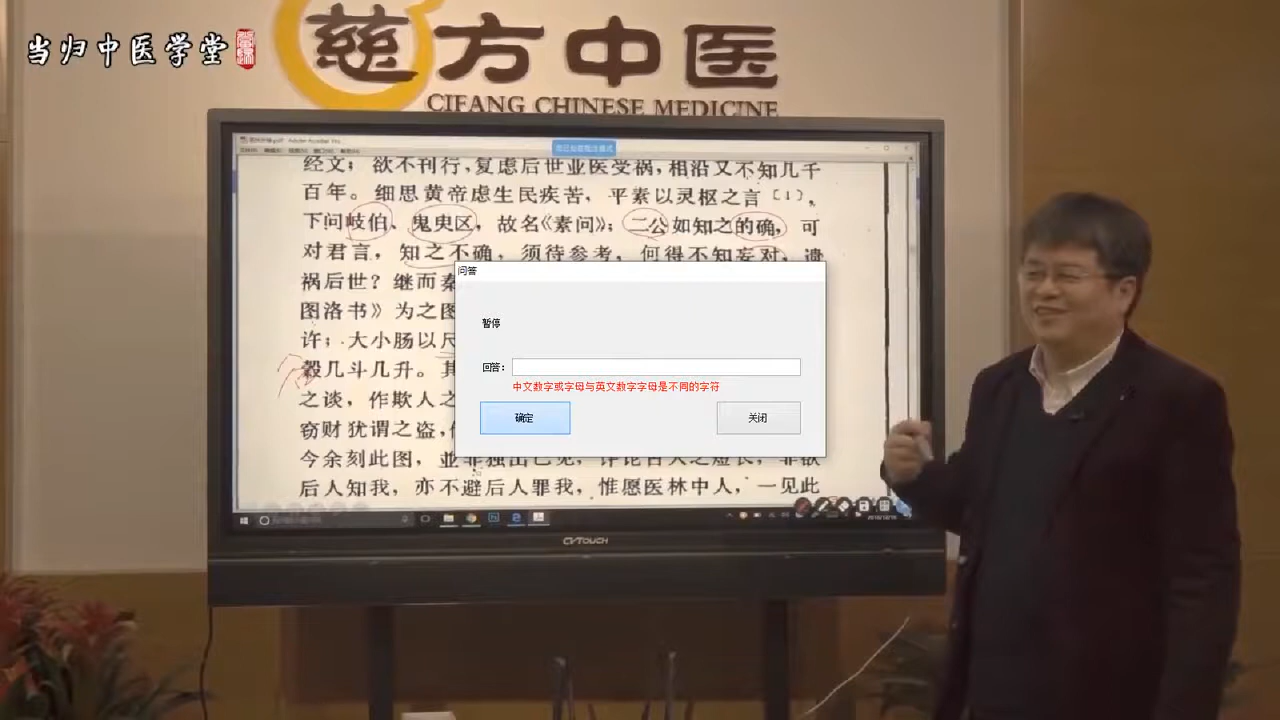 当归中医学堂
慈方中医
CIFANG CHINESE MEDICINE
经文；欲不刊行，复虑后世业医受祸，相沿又不知几千
百年。细思黄帝虑生民疾苦，平素以灵枢之言〔1〕，
下问岐伯、鬼臾区，故名《素问》；二公如知之的确，可
对君言，知之不确，须待参考，何得不知妄对，遗
祸后世？继而秦
图洛书》为之图
许；大小肠以尺
穀几斗几升。其
之谈，作欺人之
窃财犹谓之盗，
今余刻此图，並非独出己见，评论古人之短长，非欲
后人知我，亦不避后人罪我，惟愿医林中人，一见此
问答
暂停
回答：
中文数字或字母与英文数字字母是不同的字符
确定
关闭
CVTOUCH